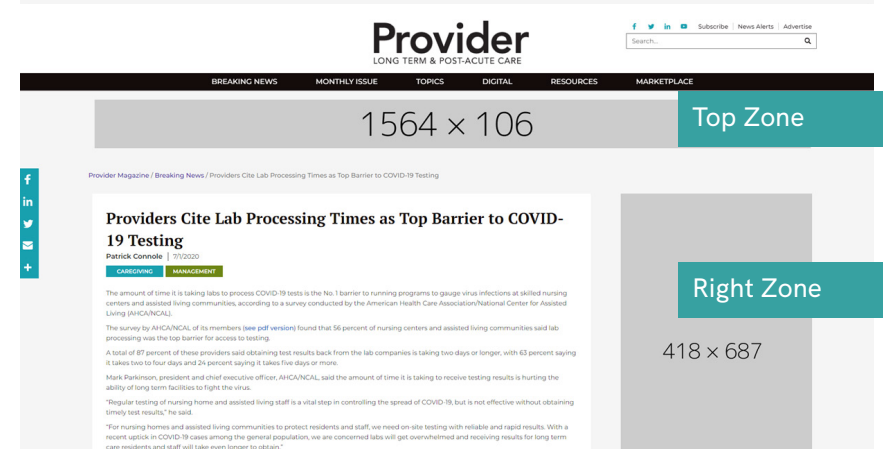 Provider
LONG TERM & POST-ACUTE CARE
Subscribe | News Alerts | Advertise
Search...
BREAKING NEWS MONTHLY ISSUE TOPICS DIGITAL RESOURCES MARKETPLACE
1564 × 106
Top Zone
Provider Magazine / Breaking News / Providers Cite Lab Processing Times as Top Barrier to COVID-19 Testing
Providers Cite Lab Processing Times as Top Barrier to COVID-
19 Testing
Patrick Connole | 7/1/2020
CAREGIVING MANAGEMENT
The amount of time it is taking labs to process COVID-19 tests is the No. 1 barrier to running programs to gauge virus infections at skilled nursing
centers and assisted living communities, according to a survey conducted by the American Health Care Association/National Center for Assisted
Living (AHCA/NCAL).
The survey by AHCA/NCAL of its members (see pdf version) found that 56 percent of nursing centers and assisted living communities said lab
processing was the top barrier for access to testing.
A total of 87 percent of these providers said obtaining test results back from the lab companies is taking two days or longer, with 63 percent saying
it takes two to four days and 24 percent saying it takes five days or more.
Mark Parkinson, president and chief executive officer, AHCA/NCAL, said the amount of time it is taking to receive testing results is hurting the
ability of long term facilities to fight the virus.
"Regular testing of nursing home and assisted living staff is a vital step in controlling the spread of COVID-19, but is not effective without obtaining
timely test results," he said.
"For nursing homes and assisted living communities to protect residents and staff, we need on-site testing with reliable and rapid results. With a
recent uptick in COVID-19 cases among the general population, we are concerned labs will get overwhelmed and receiving results for long term
care residents and staff will take even longer to obtain."
Right Zone
418 × 687